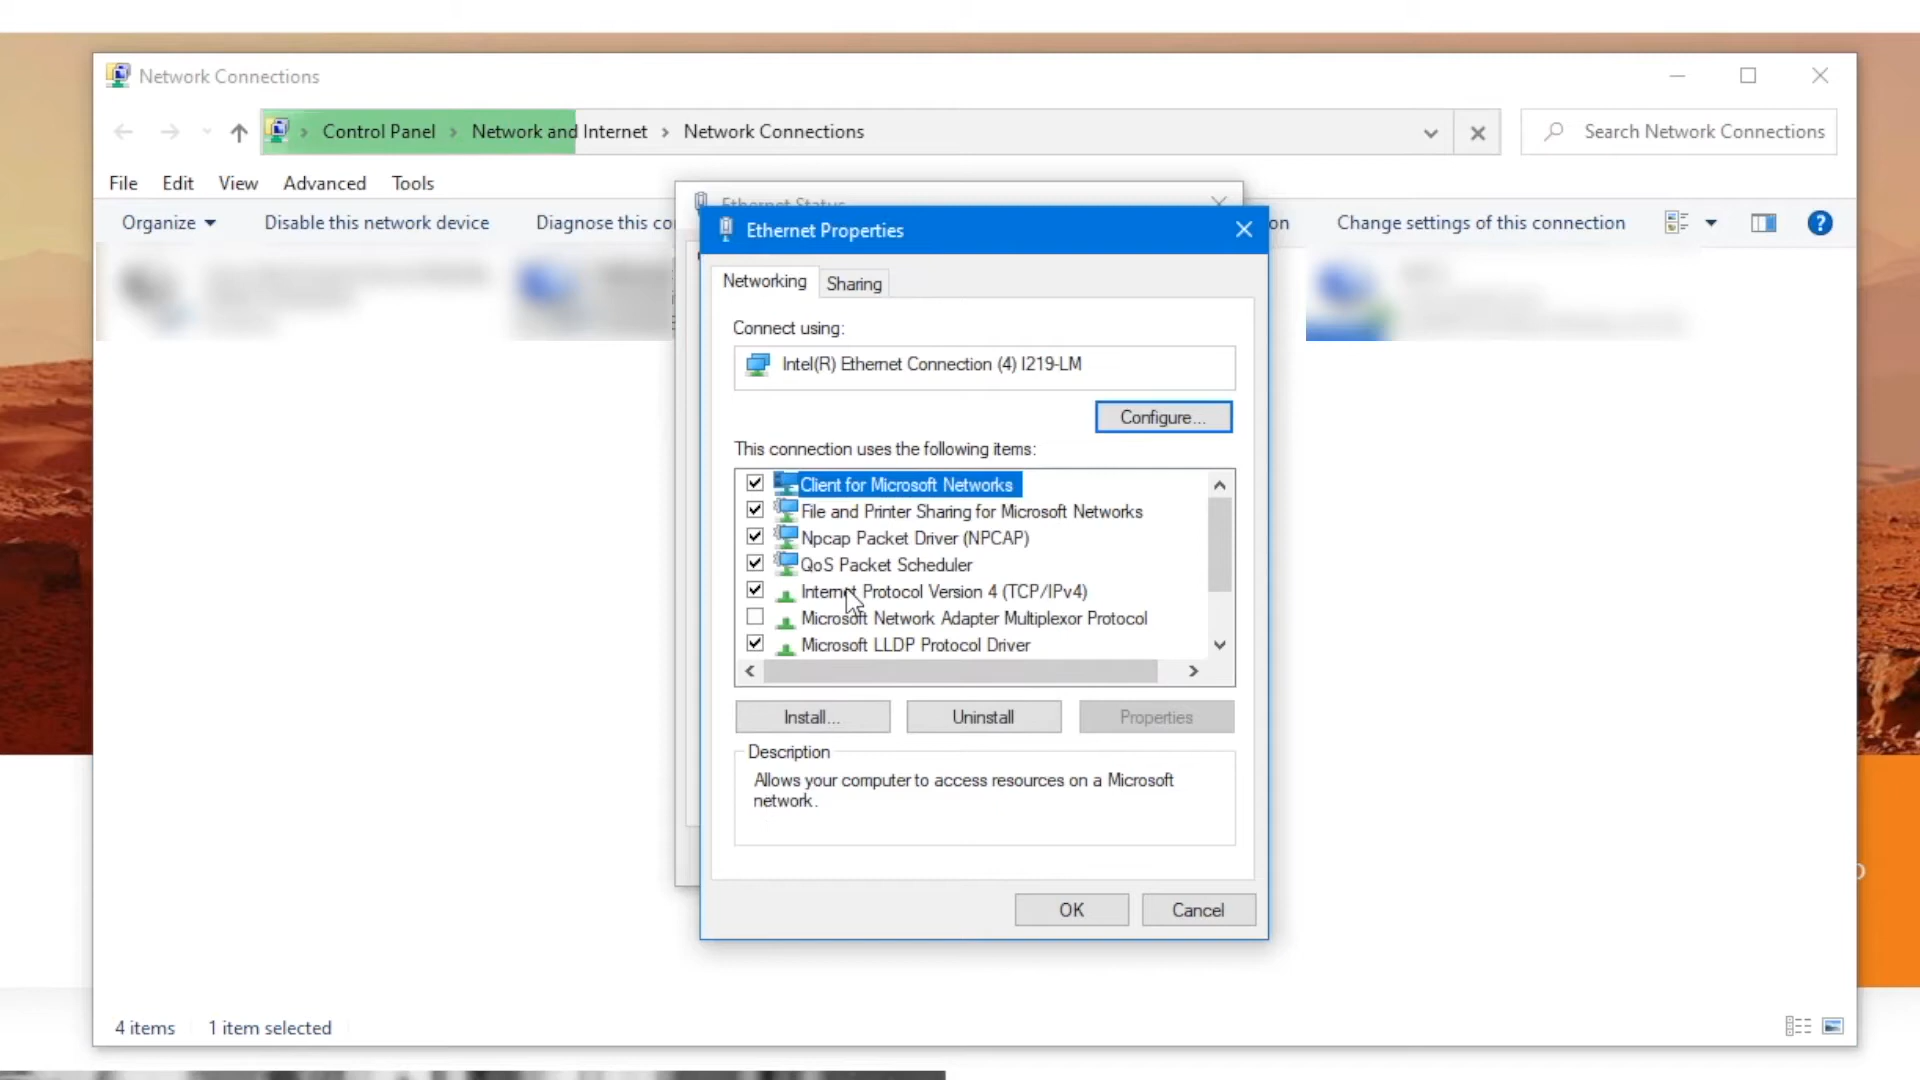 Network Connections
Control Panel > Network and Internet > Network Connections
Search Network Connections
File Edit View Advanced Tools
Organize Disable this network device Diagnose this co on Change settings of this connection
Ethernet Status
Ethernet Properties
Networking Sharing
Connect using:
Intel(R) Ethernet Connection (4) I219-LM
Configure...
This connection uses the following items:
Client for Microsoft Networks
File and Printer Sharing for Microsoft Networks
Npcap Packet Driver (NPCAP)
QoS Packet Scheduler
Internet Protocol Version 4 (TCP/IPv4)
Microsoft Network Adapter Multiplexor Protocol
Microsoft LLDP Protocol Driver
Install... Uninstall Properties
Description
Allows your computer to access resources on a Microsoft
network.
OK Cancel
4 items 1 item selected